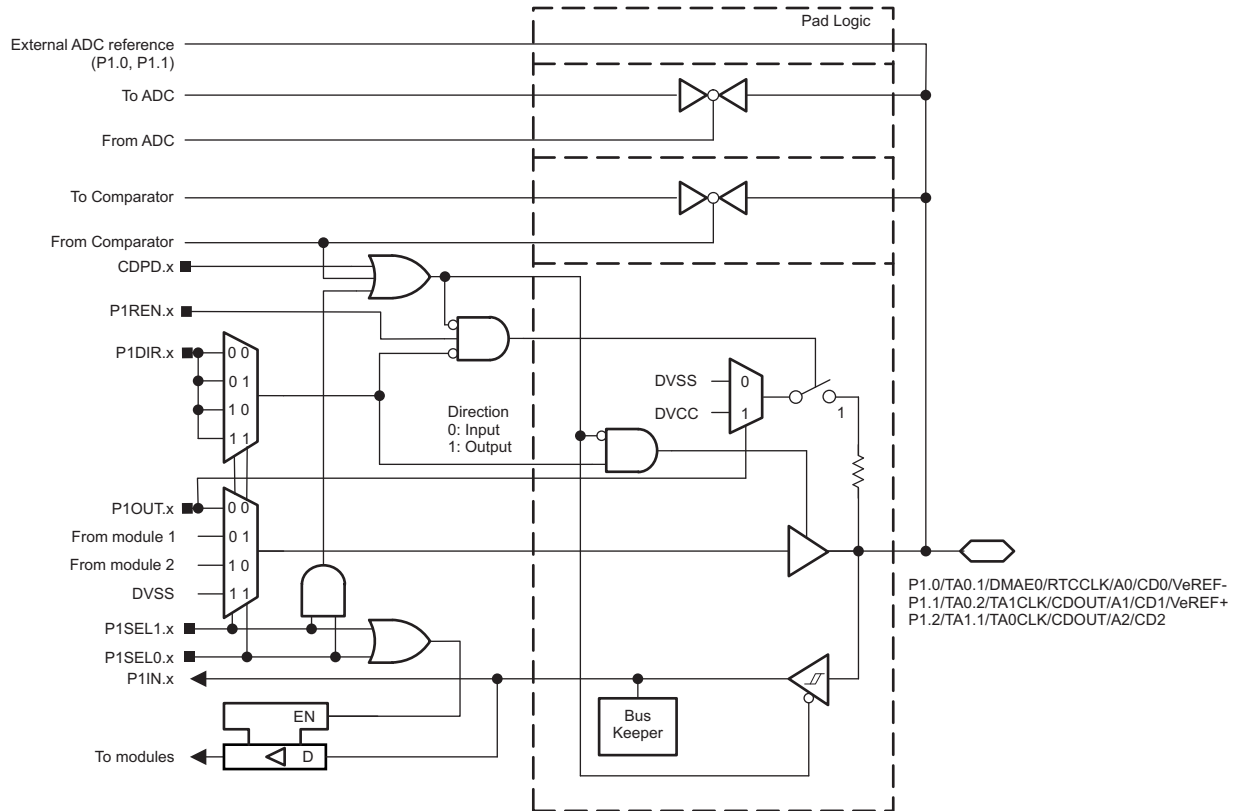 Pad Logic
External ADC reference
(P1.0, P1.1)
To ADC
From ADC
To Comparator
From Comparator
CDPD.x
P1REN.x
P1DIR.x
0 0
0 1
1 0
1 1
Direction
0: Input
1: Output
DVSS
0
DVCC
1
1
P1OUT.x
0 0
From module 1
0 1
From module 2
1 0
DVSS
1 1
P1SEL1.x
P1SEL0.x
P1IN.x
P1.0/TA0.1/DMAE0/RTCCLK/A0/CD0/VeREF-
P1.1/TA0.2/TA1CLK/CDOUT/A1/CD1/VeREF+
P1.2/TA1.1/TA0CLK/CDOUT/A2/CD2
EN
Bus
Keeper
To modules
D